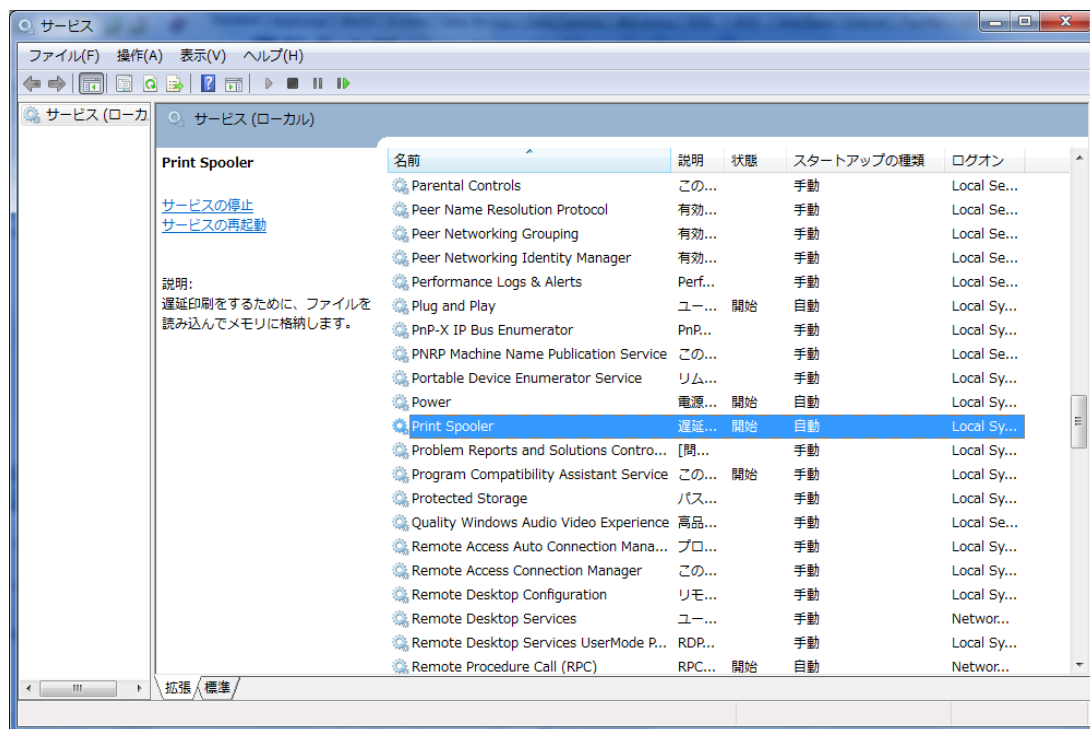 サービス
ファイル(F) 操作(A) 表示(V) ヘルプ(H)
サービス (ローカ
サービス (ローカル)
Print Spooler
サービスの停止
サービスの再起動
説明:
遅延印刷をするために、ファイルを
読み込んでメモリに格納します。
名前 説明 状態 スタートアップの種類 ログオン
Parental Controls この... 手動 Local Se...
Peer Name Resolution Protocol 有効... 手動 Local Se...
Peer Networking Grouping 有効... 手動 Local Se...
Peer Networking Identity Manager 有効... 手動 Local Se...
Performance Logs & Alerts Perf... 手動 Local Se...
Plug and Play ユー... 開始 自動 Local Sy...
PnP-X IP Bus Enumerator PnP... 手動 Local Sy...
PNRP Machine Name Publication Service この... 手動 Local Se...
Portable Device Enumerator Service リム... 手動 Local Sy...
Power 電源... 開始 自動 Local Sy...
Print Spooler 遅延... 開始 自動 Local Sy...
Problem Reports and Solutions Contro... [問... 手動 Local Sy...
Program Compatibility Assistant Service この... 開始 手動 Local Sy...
Protected Storage パス... 手動 Local Sy...
Quality Windows Audio Video Experience 高品... 手動 Local Se...
Remote Access Auto Connection Mana... プロ... 手動 Local Sy...
Remote Access Connection Manager この... 手動 Local Sy...
Remote Desktop Configuration リモ... 手動 Local Sy...
Remote Desktop Services ユー... 手動 Networ...
Remote Desktop Services UserMode P... RDP... 手動 Local Sy...
Remote Procedure Call (RPC) RPC... 開始 自動 Networ...
拡張 標準